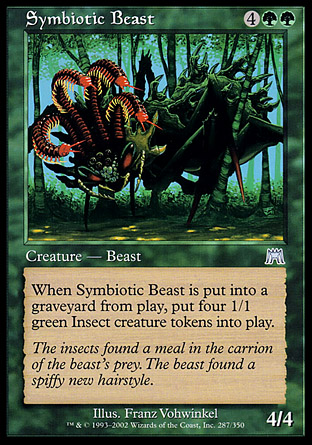 Symbiotic Beast 4
Creature — Beast
When Symbiotic Beast is put into a
graveyard from play, put four 1/1
green Insect creature tokens into play.
The insects found a meal in the carrion
of the beast's prey. The beast found a
spiffy new hairstyle.
Illus. Franz Vohwinkel
™ & © 1993–2002 Wizards of the Coast, Inc. 287/350
4/4